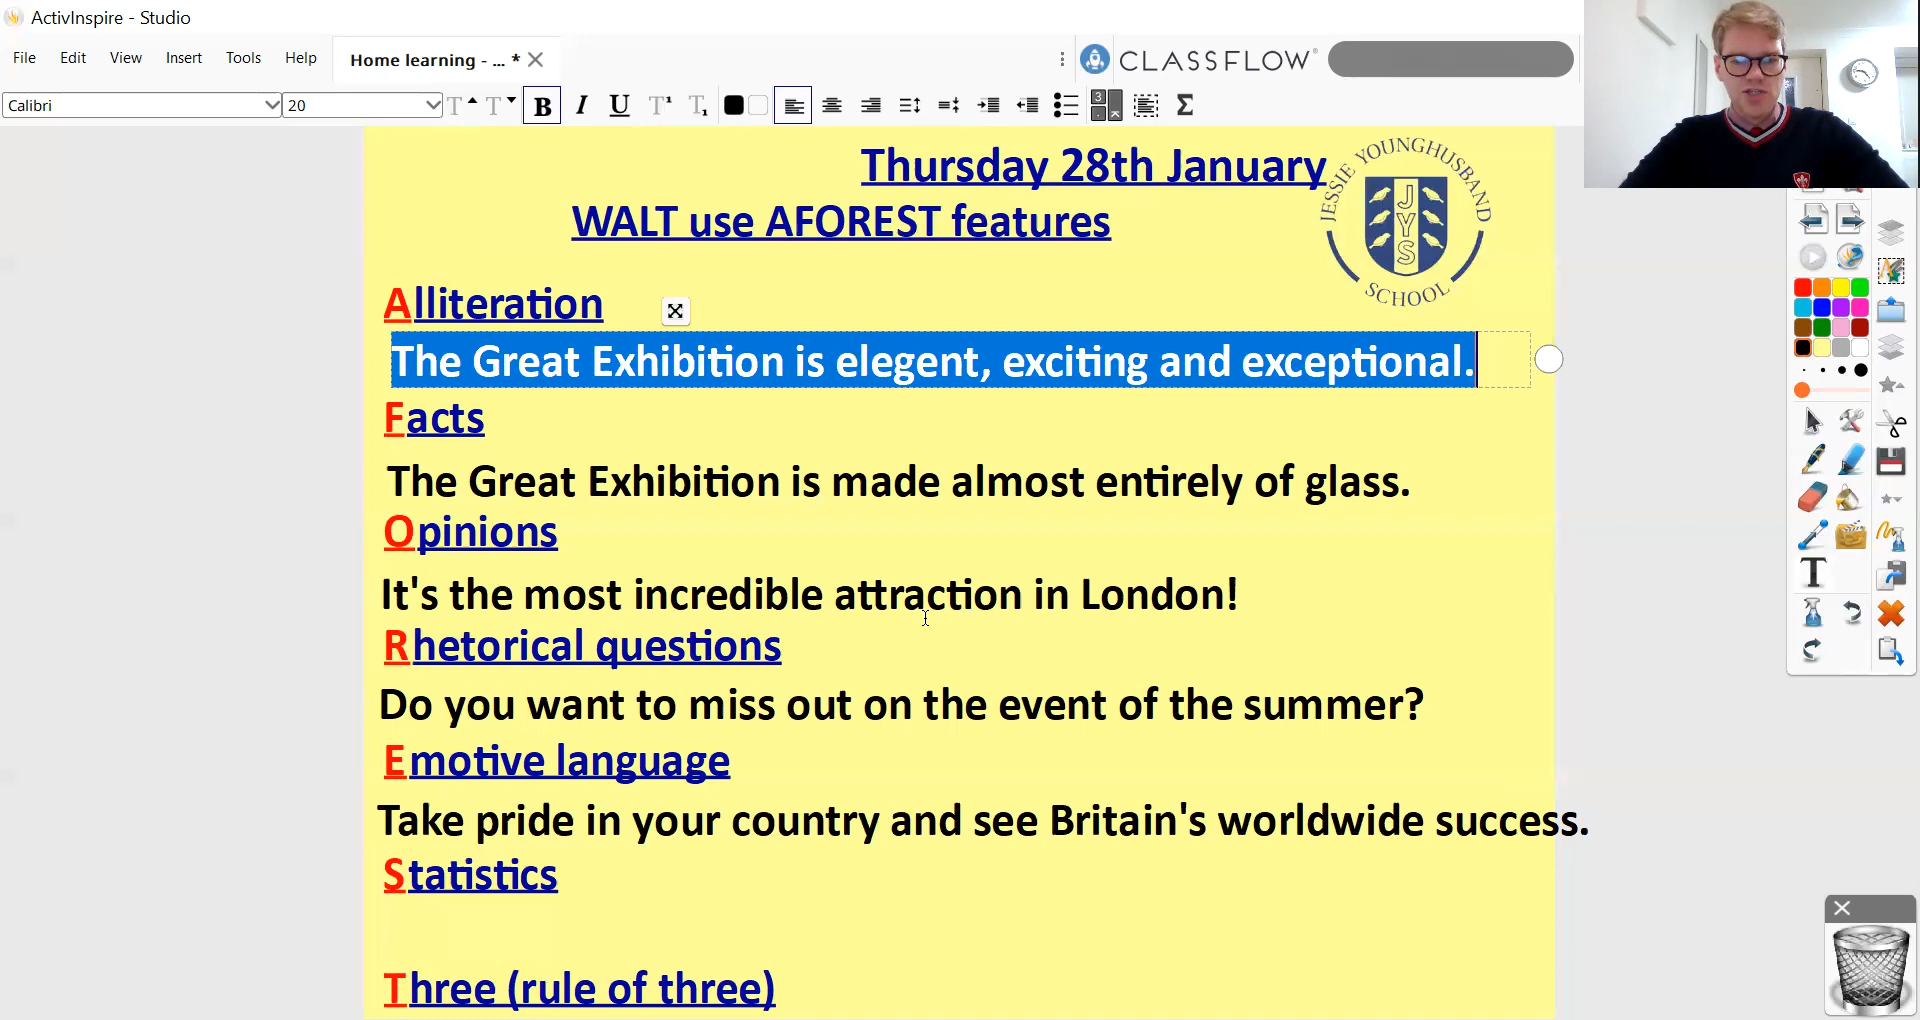 ActivInspire - Studio
File Edit View Insert Tools Help Home learning - ... *
CLASSFLOW
Calibri 20
Thursday 28th January
WALT use AFOREST features
JESSIE YOUNGHUSBAND SCHOOL
JYS
Alliteration
The Great Exhibition is elegent, exciting and exceptional.
Facts
The Great Exhibition is made almost entirely of glass.
Opinions
It's the most incredible attraction in London!
Rhetorical questions
Do you want to miss out on the event of the summer?
Emotive language
Take pride in your country and see Britain's worldwide success.
Statistics
Three (rule of three)